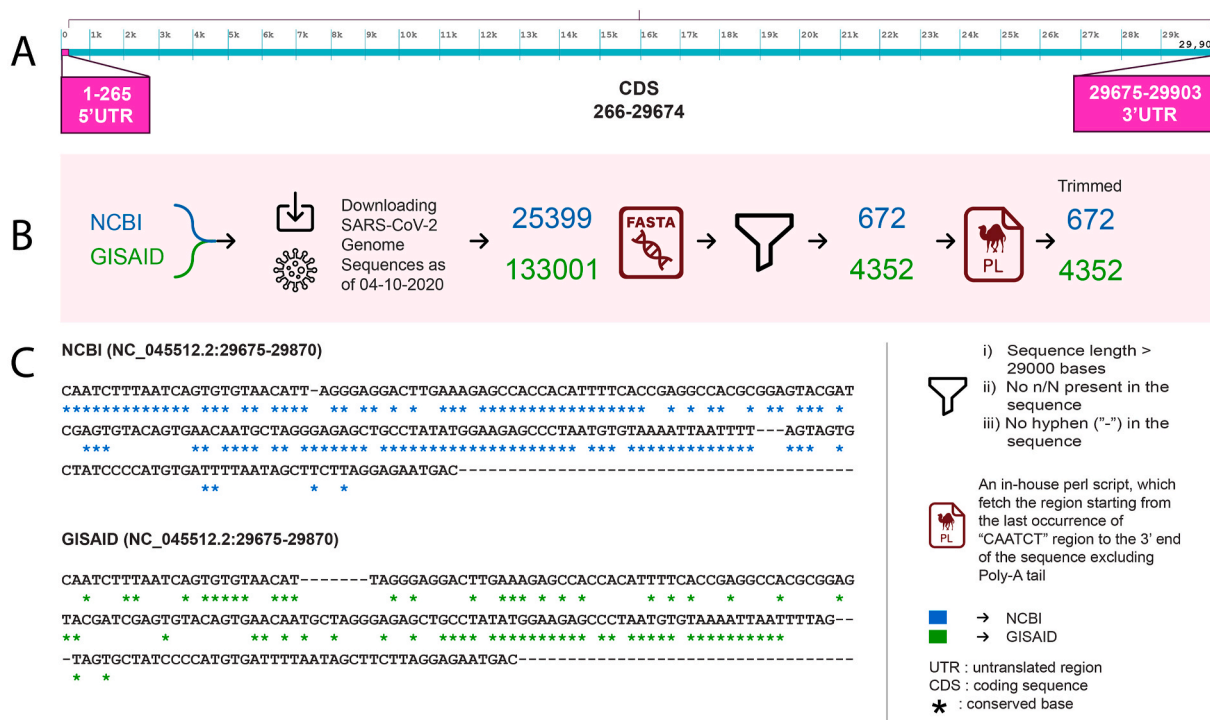 A
0 1k 2k 3k 4k 5k 6k 7k 8k 9k 10k 11k 12k 13k 14k 15k 16k 17k 18k 19k 20k 21k 22k 23k 24k 25k 26k 27k 28k 29k
29,90
1-265
5'UTR
CDS
266-29674
29675-29903
3'UTR
B
NCBI
GISAID
Downloading
SARS-CoV-2
Genome
Sequences as
of 04-10-2020
25399
133001
FASTA
672
4352
PL
Trimmed
672
4352
C
NCBI (NC_045512.2:29675-29870)
CAATCTTTAATCAGTGTGTAACATT-AGGGAGGACTTGAAAGAGCCACCACATTTTCACCGAGGCCACGCGGAGTACGAT
CGAGTGTACAGTGAACAATGCTAGGGAGAGCTGCCTATATGGAAGAGCCCTAATGTGTAAAATTAATTTT---AGTAGTG
CTATCCCCATGTGATTTTAATAGCTTCTTAGGAGAATGAC----------------------------------------
GISAID (NC_045512.2:29675-29870)
CAATCTTTAATCAGTGTGTAACAT-------TAGGGAGGACTTGAAAGAGCCACCACATTTTCACCGAGGCCACGCGGAG
TACGATCGAGTGTACAGTGAACAATGCTAGGGAGAGCTGCCTATATGGAAGAGCCCTAATGTGTAAAATTAATTTTAG--
-TAGTGCTATCCCCATGTGATTTTAATAGCTTCTTAGGAGAATGAC----------------------------------
i) Sequence length >
29000 bases
ii) No n/N present in the
sequence
iii) No hyphen ("-") in the
sequence
PL
An in-house perl script, which
fetch the region starting from
the last occurrence of
"CAATCT" region to the 3' end
of the sequence excluding
Poly-A tail
→ NCBI
→ GISAID
UTR : untranslated region
CDS : coding sequence
* : conserved base